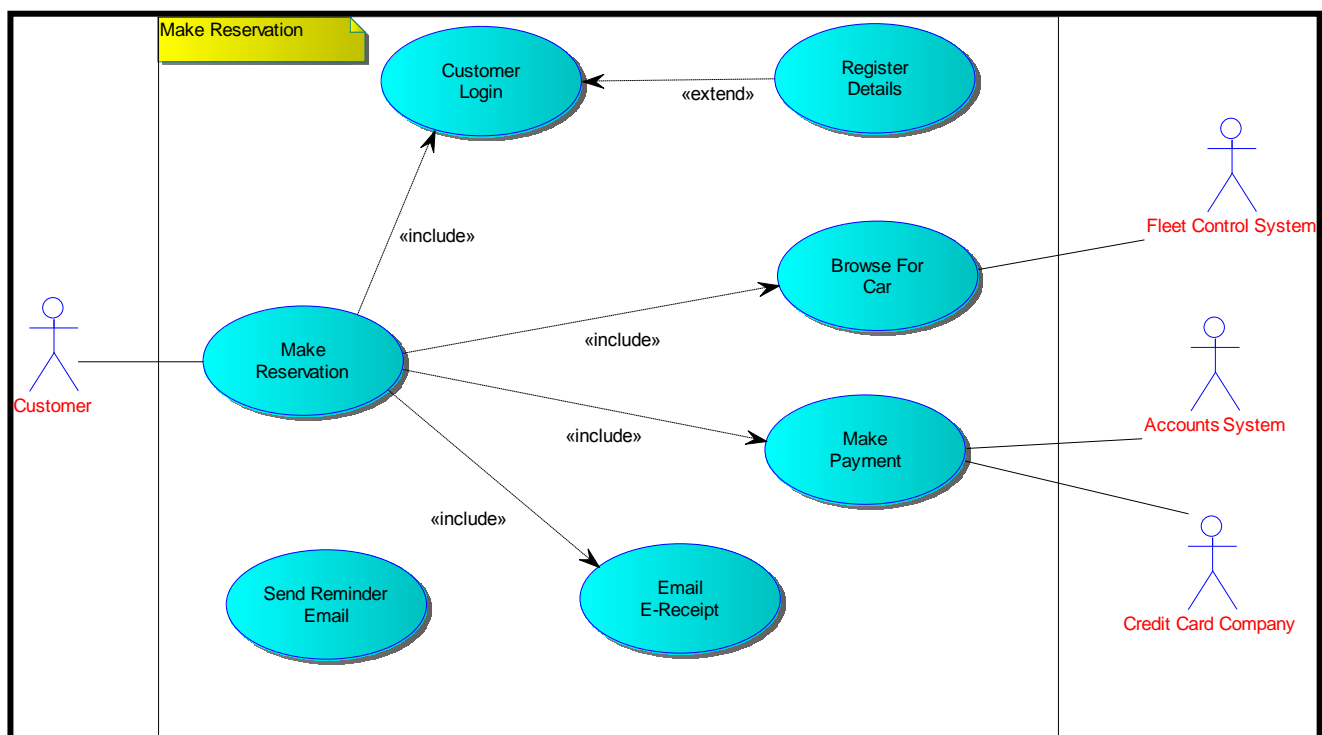 Make Reservation
Customer
Login
Register
Details
«extend»
Fleet Control System
«include»
Browse For
Car
«include»
Make
Reservation
Customer
Accounts System
«include»
Make
Payment
«include»
Send Reminder
Email
Email
E-Receipt
Credit Card Company